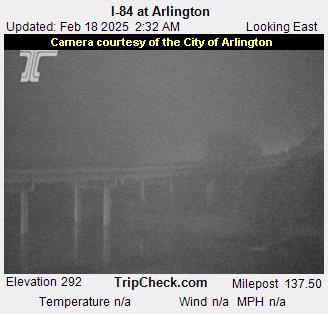 I-84 at Arlington
Updated: Feb 18 2025 2:32 AM Looking East
Camera courtesy of the City of Arlington
Elevation 292 TripCheck.com Milepost 137.50
Temperature n/a Wind n/a MPH n/a